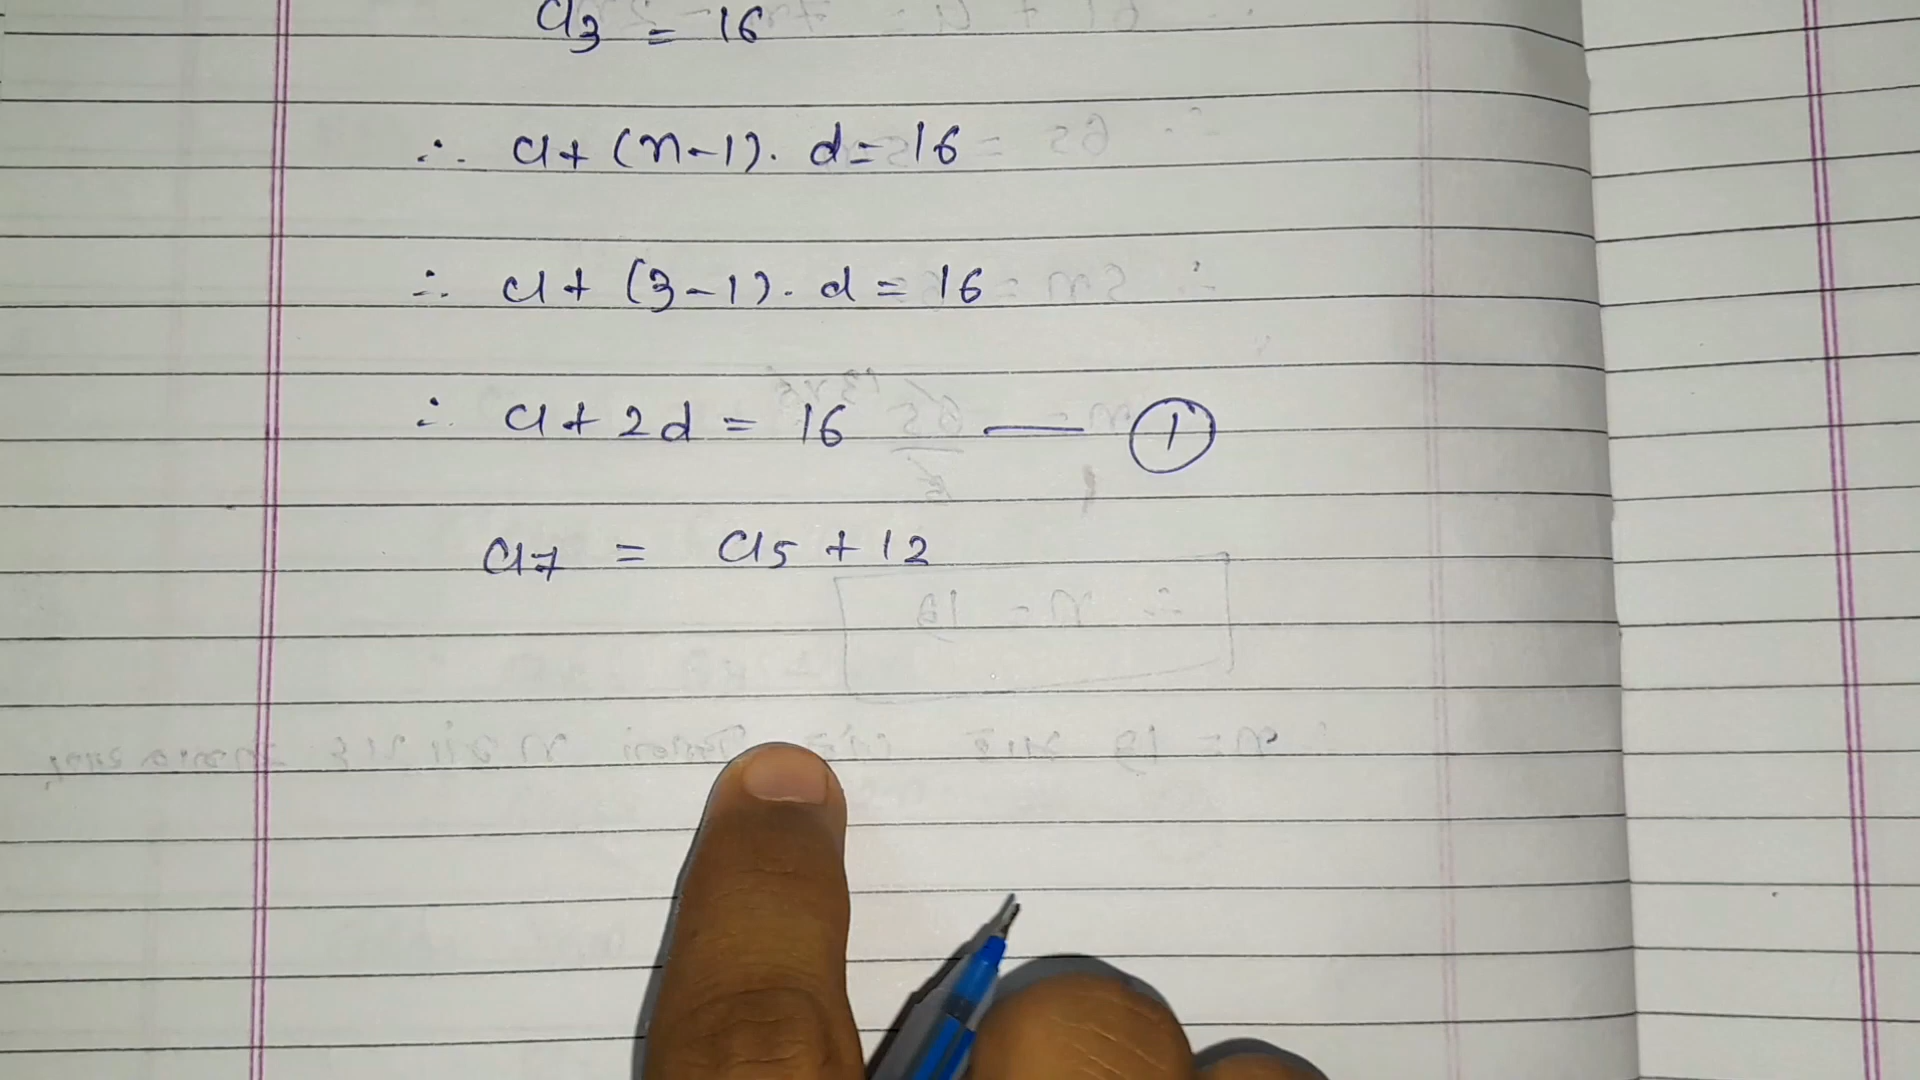 a3 = 16
∴ a + (n-1). d = 16
∴ a + (3-1). d = 16
∴ a + 2d = 16 — ①
a7 = a5 + 12